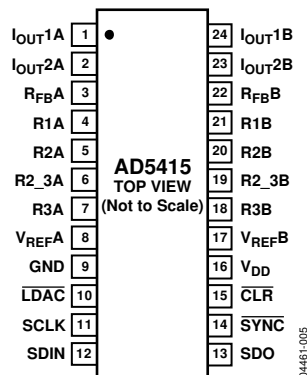 IOUT1A 1 24 IOUT1B
IOUT2A 2 23 IOUT2B
RFBA 3 22 RFBB
R1A 4 21 R1B
R2A 5 20 R2B
R2_3A 6 19 R2_3B
R3A 7 18 R3B
VREFA 8 17 VREFB
GND 9 16 VDD
LDAC 10 15 CLR
SCLK 11 14 SYNC
SDIN 12 13 SDO
AD5415
TOP VIEW
(Not to Scale)
04461-005